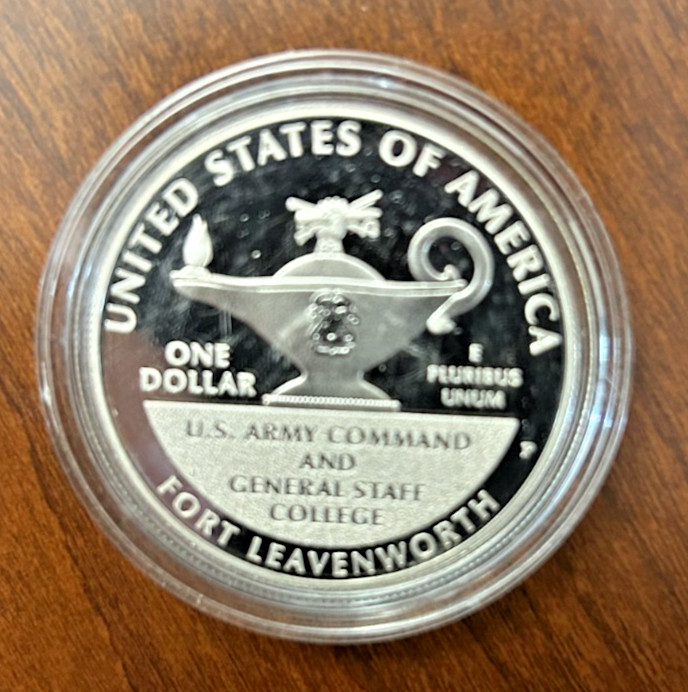 UNITED STATES OF AMERICA
ONE
DOLLAR
E
PLURIBUS
UNUM
P
U.S. ARMY COMMAND
AND
GENERAL STAFF
COLLEGE
FORT LEAVENWORTH